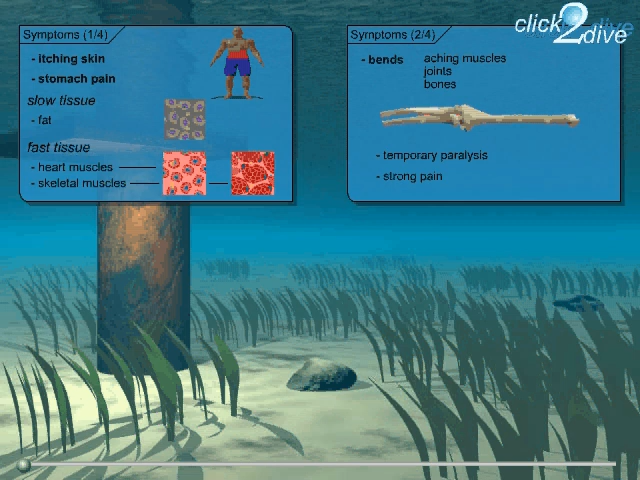 Symptoms (1/4)
- itching skin
- stomach pain
slow tissue
- fat
fast tissue
- heart muscles
- skeletal muscles
Symptoms (2/4)
- bends aching muscles
joints
bones
- temporary paralysis
- strong pain
click2dive